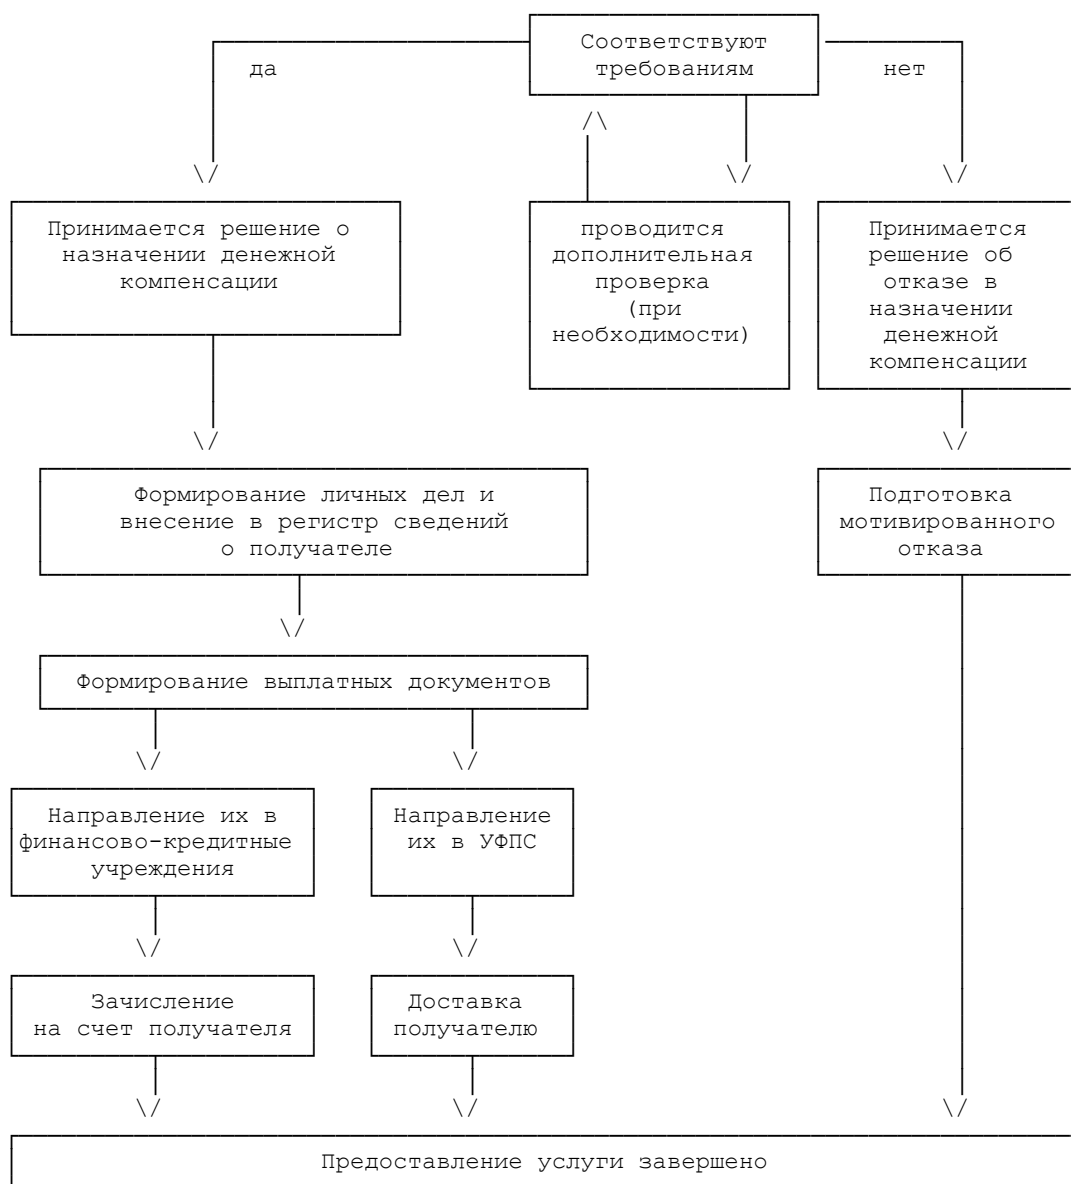 Соответствуют
требованиям
да
нет
Принимается решение о
назначении денежной
компенсации
проводится
дополнительная
проверка
(при
необходимости)
Принимается
решение об
отказе в
назначении
денежной
компенсации
Формирование личных дел и
внесение в регистр сведений
о получателе
Подготовка
мотивированного
отказа
Формирование выплатных документов
Направление их в
финансово-кредитные
учреждения
Направление
их в УФПС
Зачисление
на счет получателя
Доставка
получателю
Предоставление услуги завершено